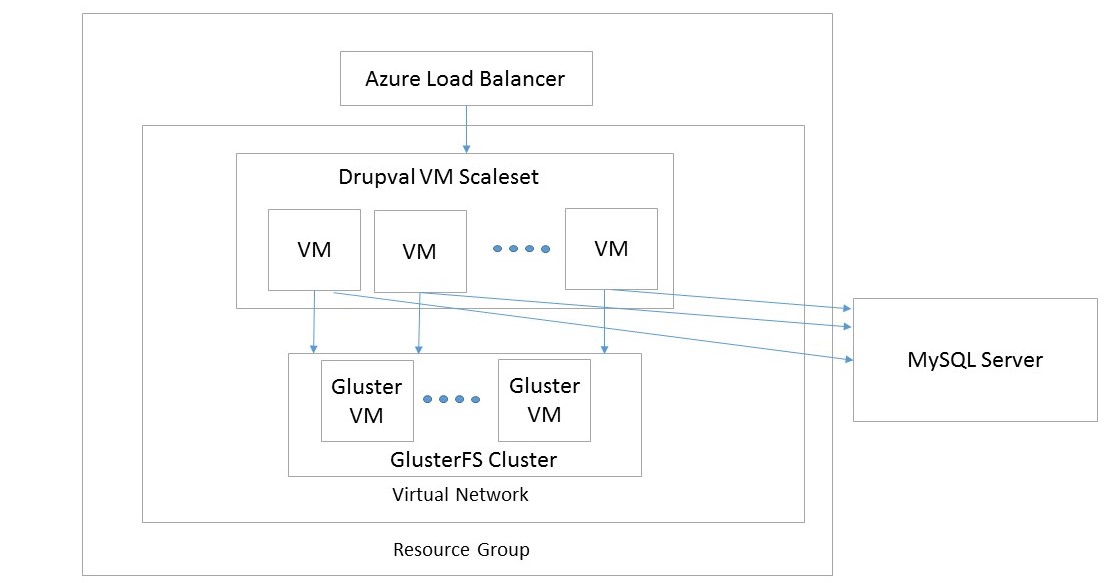 Azure Load Balancer
Drupval VM Scaleset
VM
VM
VM
MySQL Server
Gluster
VM
Gluster
VM
GlusterFS Cluster
Virtual Network
Resource Group